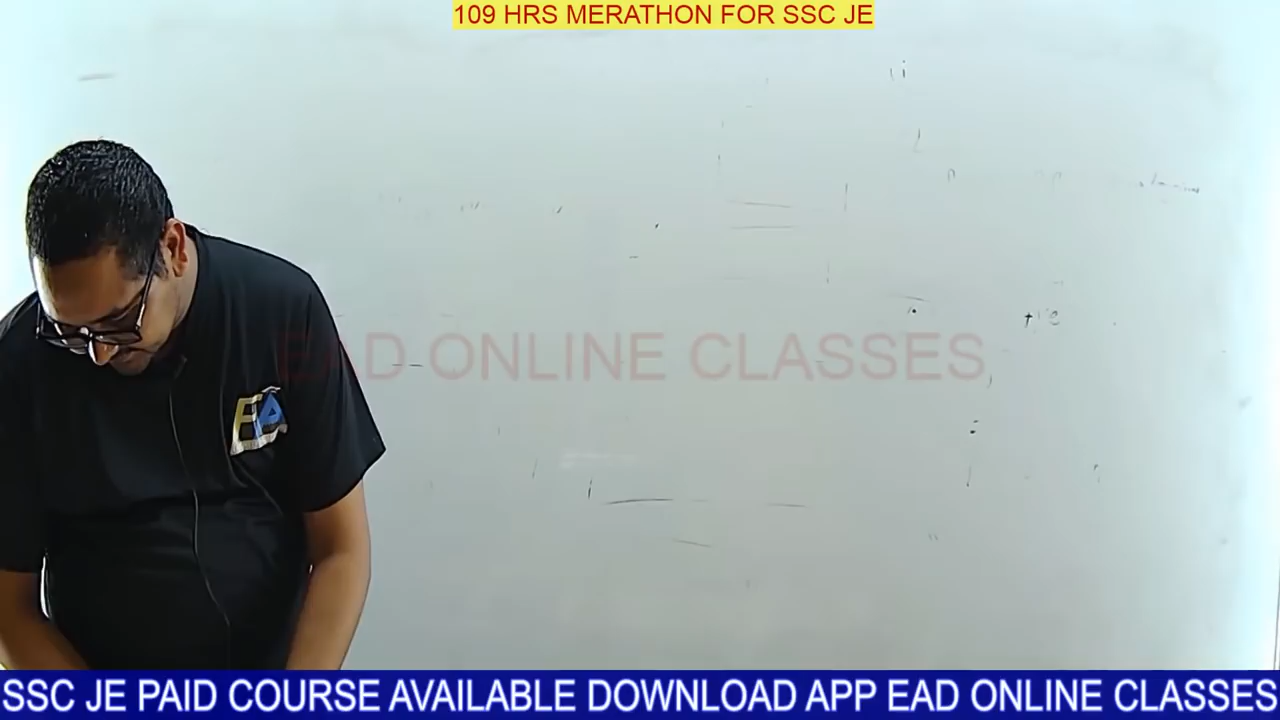 109 HRS MERATHON FOR SSC JE
EAD ONLINE CLASSES
EA
SSC JE PAID COURSE AVAILABLE DOWNLOAD APP EAD ONLINE CLASSES